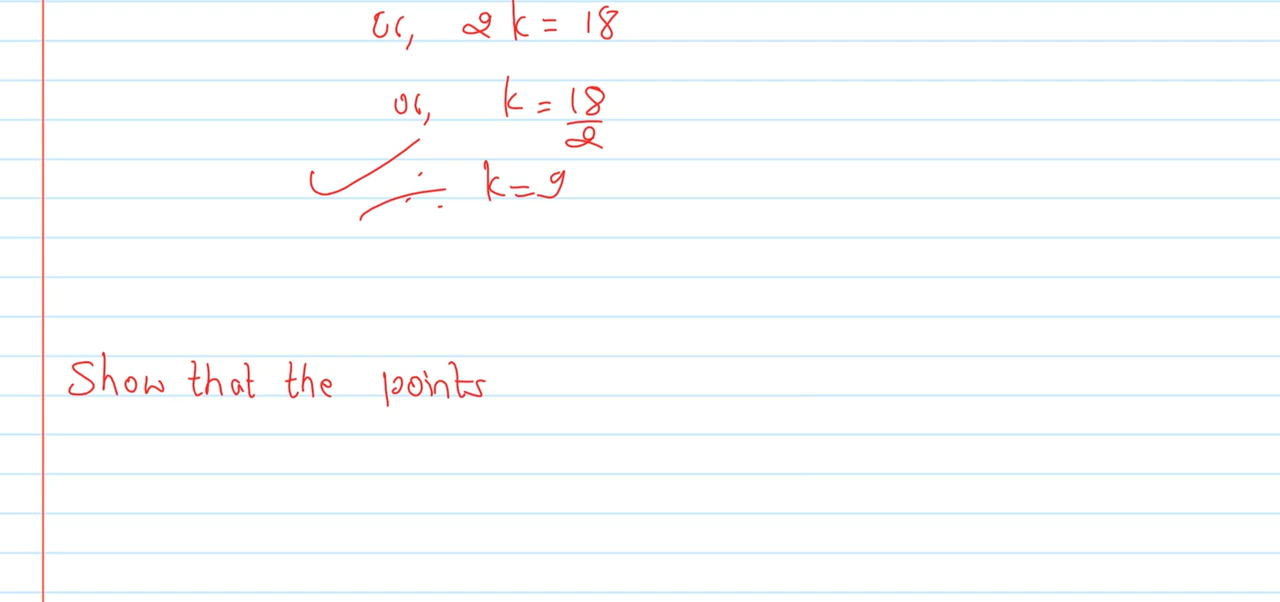 or, 2k = 18
or, k = 18/2
∴ k = 9
Show that the points